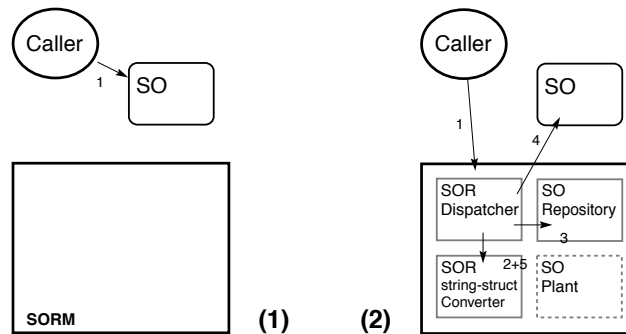 Caller
1
SO
SORM
(1)
Caller
1
SO
4
SOR
Dispatcher
SO
Repository
3
2+5
SOR
string-struct
Converter
SO
Plant
(2)